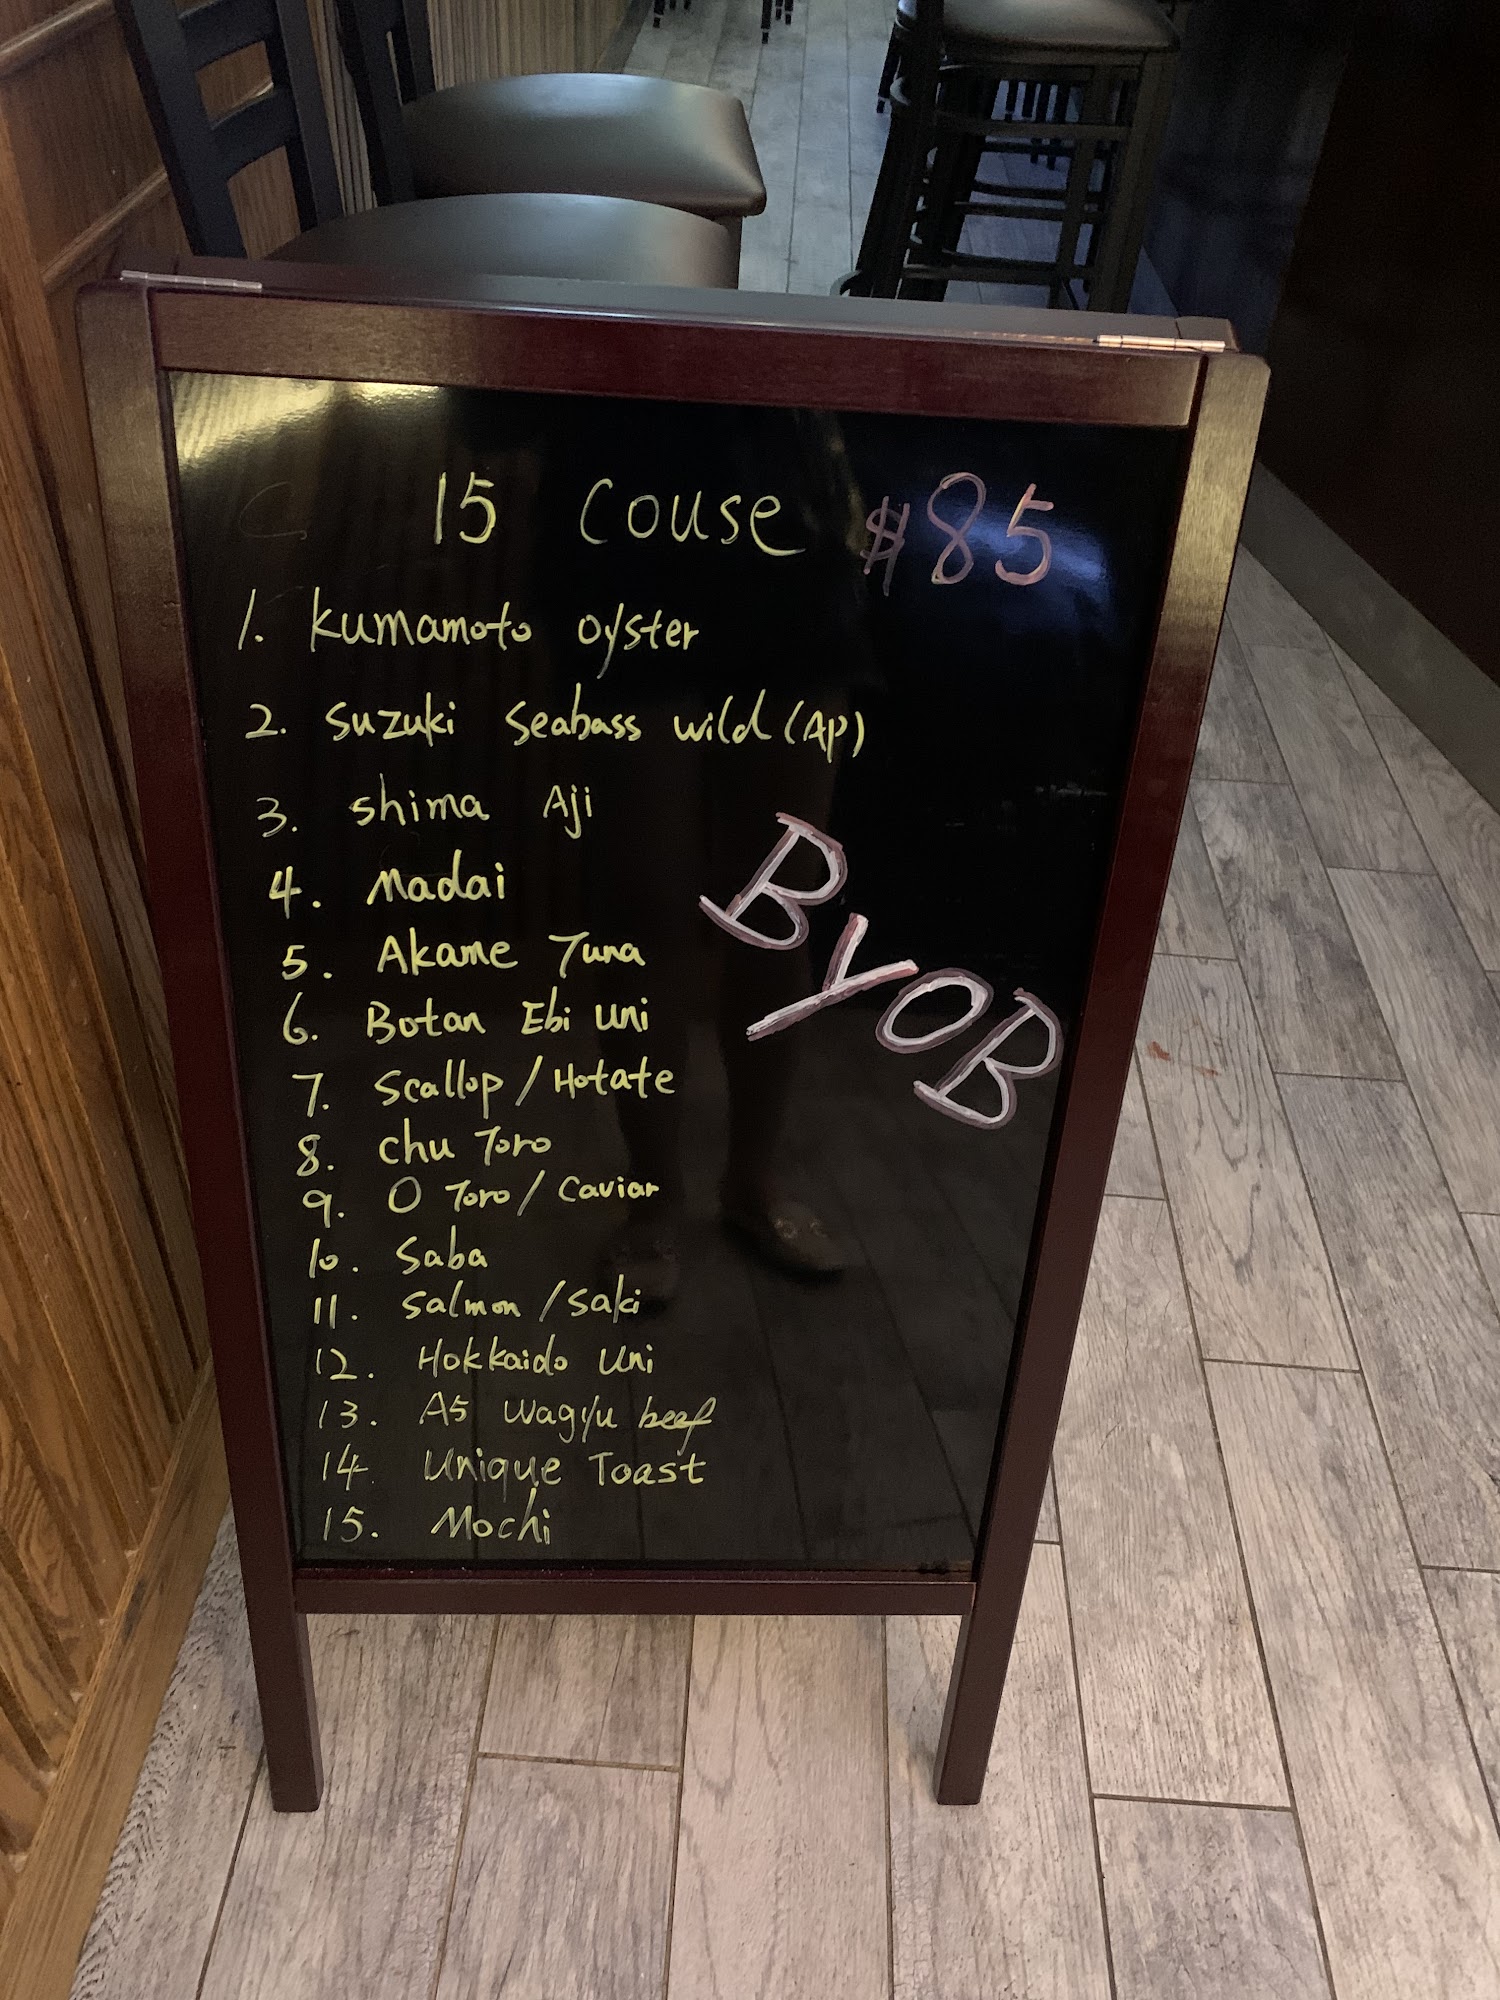 15 Couse $85
1. Kumamoto oyster
2. Suzuki Seabass wild (AP)
3. Shima Aji
4. Madai
5. Akame Tuna
6. Botan Ebi uni
7. Scallop / Hotate
8. Chu Toro
9. O Toro / Caviar
10. Saba
11. Salmon / Saki
12. Hokkaido Uni
13. A5 Wagyu beef
14. Unique Toast
15. Mochi
BYOB